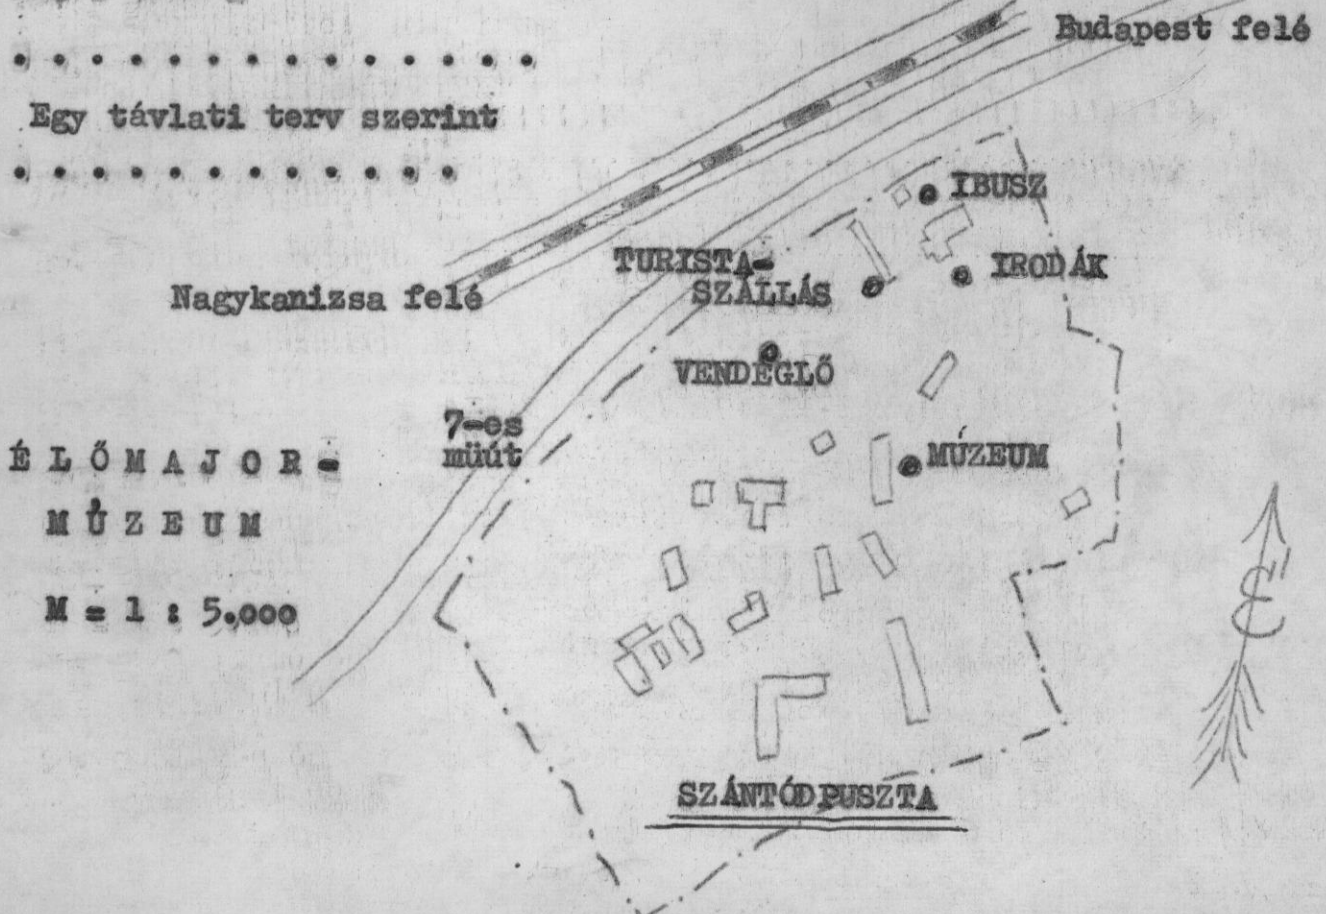 Budapest felé
Egy távlati terv szerint
IBUSZ
TURISTA-
SZÁLLÁS
IRODÁK
Nagykanizsa felé
VENDÉGLŐ
7-es
műút
MÚZEUM
ÉLŐMAJOR-
MÚZEUM
M = 1 : 5.000
É
SZÁNTÓDPUSZTA